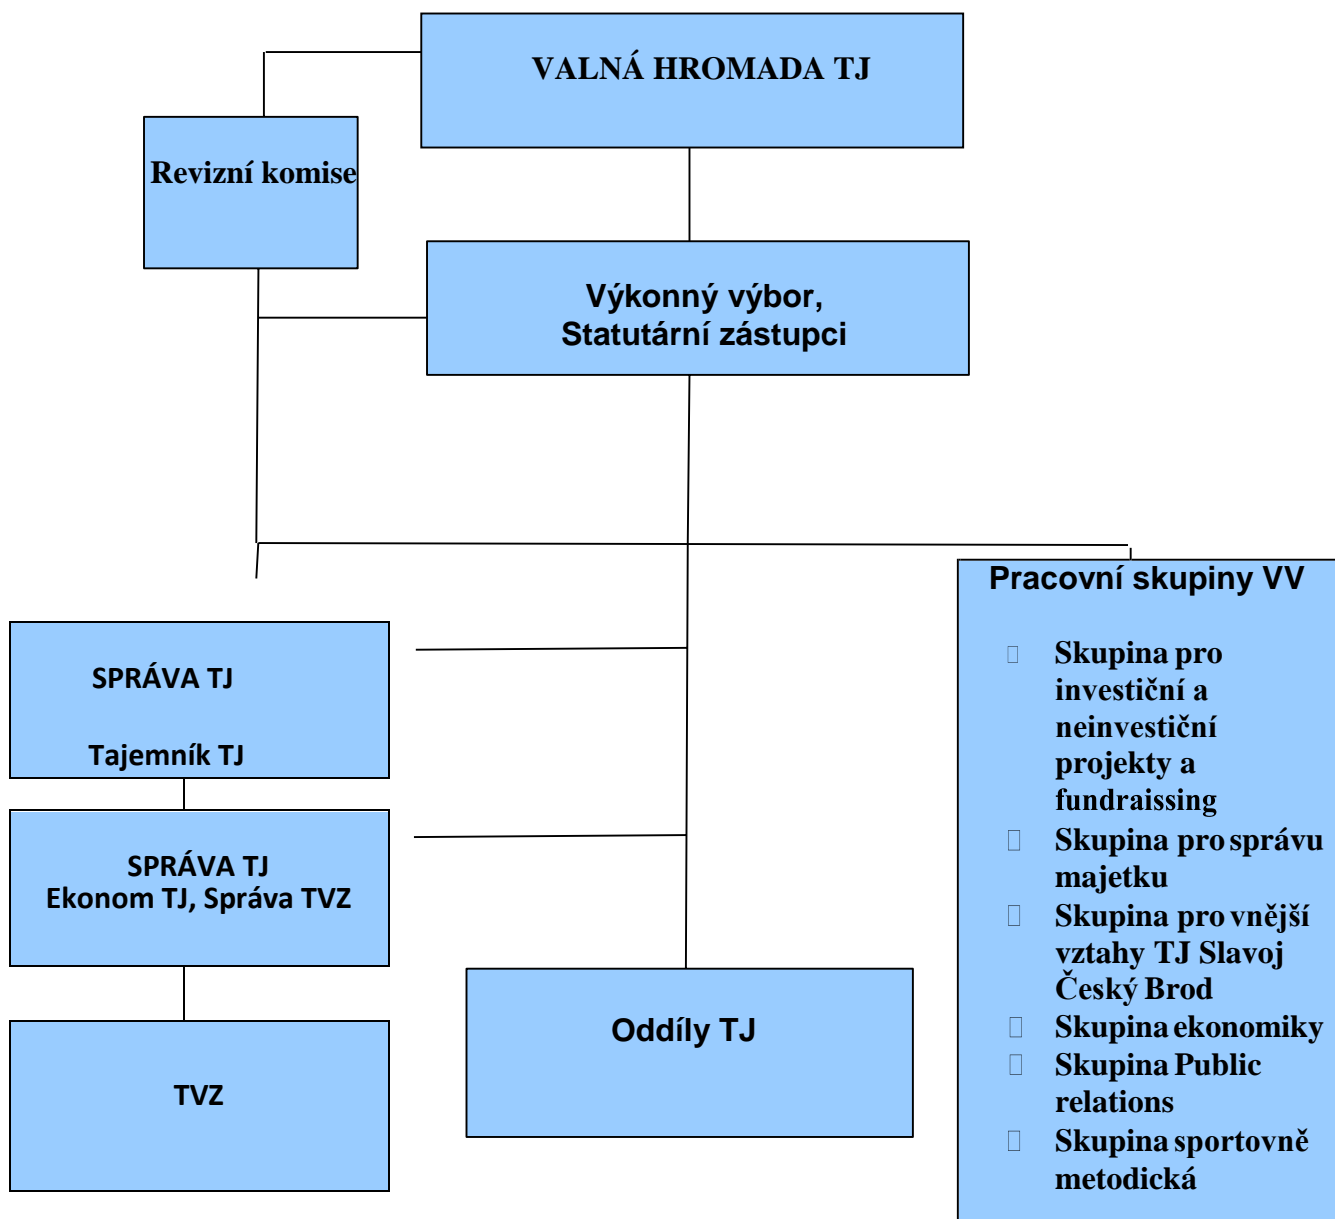 VALNÁ HROMADA TJ
Revizní komise
Výkonný výbor,
Statutární zástupci
SPRÁVA TJ
Tajemník TJ
SPRÁVA TJ
Ekonom TJ, Správa TVZ
TVZ
Oddíly TJ
Pracovní skupiny VV
Skupina pro
investiční a
neinvestiční
projekty a
fundraissing
Skupina pro správu
majetku
Skupina pro vnější
vztahy TJ Slavoj
Český Brod
Skupina ekonomiky
Skupina Public
relations
Skupina sportovně
metodická